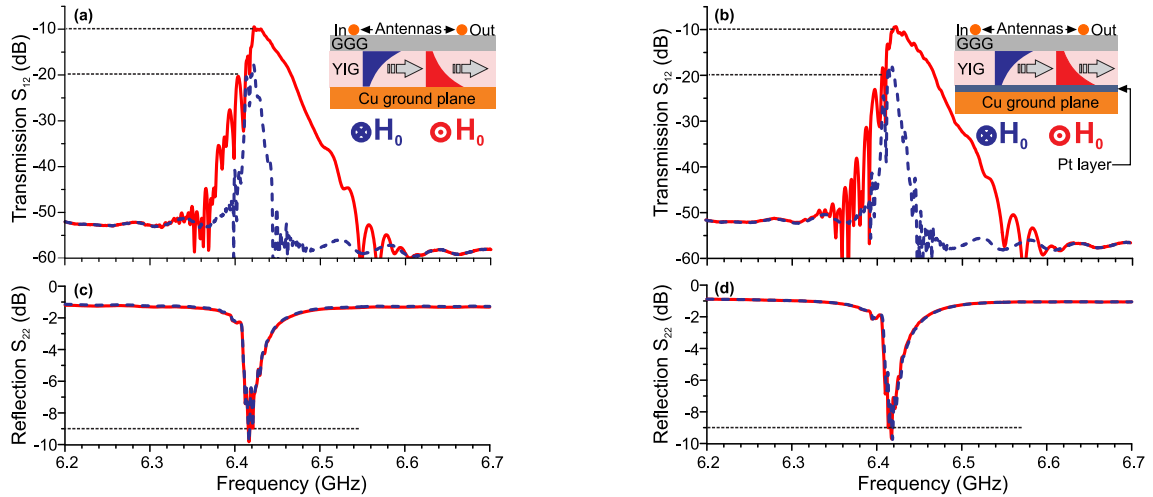 (a)
In Antennas Out
GGG
YIG
Cu ground plane
H0 H0
Transmission S12 (dB)
-10
-20
-30
-40
-50
-60
(b)
In Antennas Out
GGG
YIG
Cu ground plane
H0 H0
Pt layer
Transmission S12 (dB)
-10
-20
-30
-40
-50
-60
(c)
Reflection S22 (dB)
0
-2
-4
-6
-8
-10
6.2 6.3 6.4 6.5 6.6 6.7
Frequency (GHz)
(d)
Reflection S22 (dB)
0
-2
-4
-6
-8
-10
6.2 6.3 6.4 6.5 6.6 6.7
Frequency (GHz)